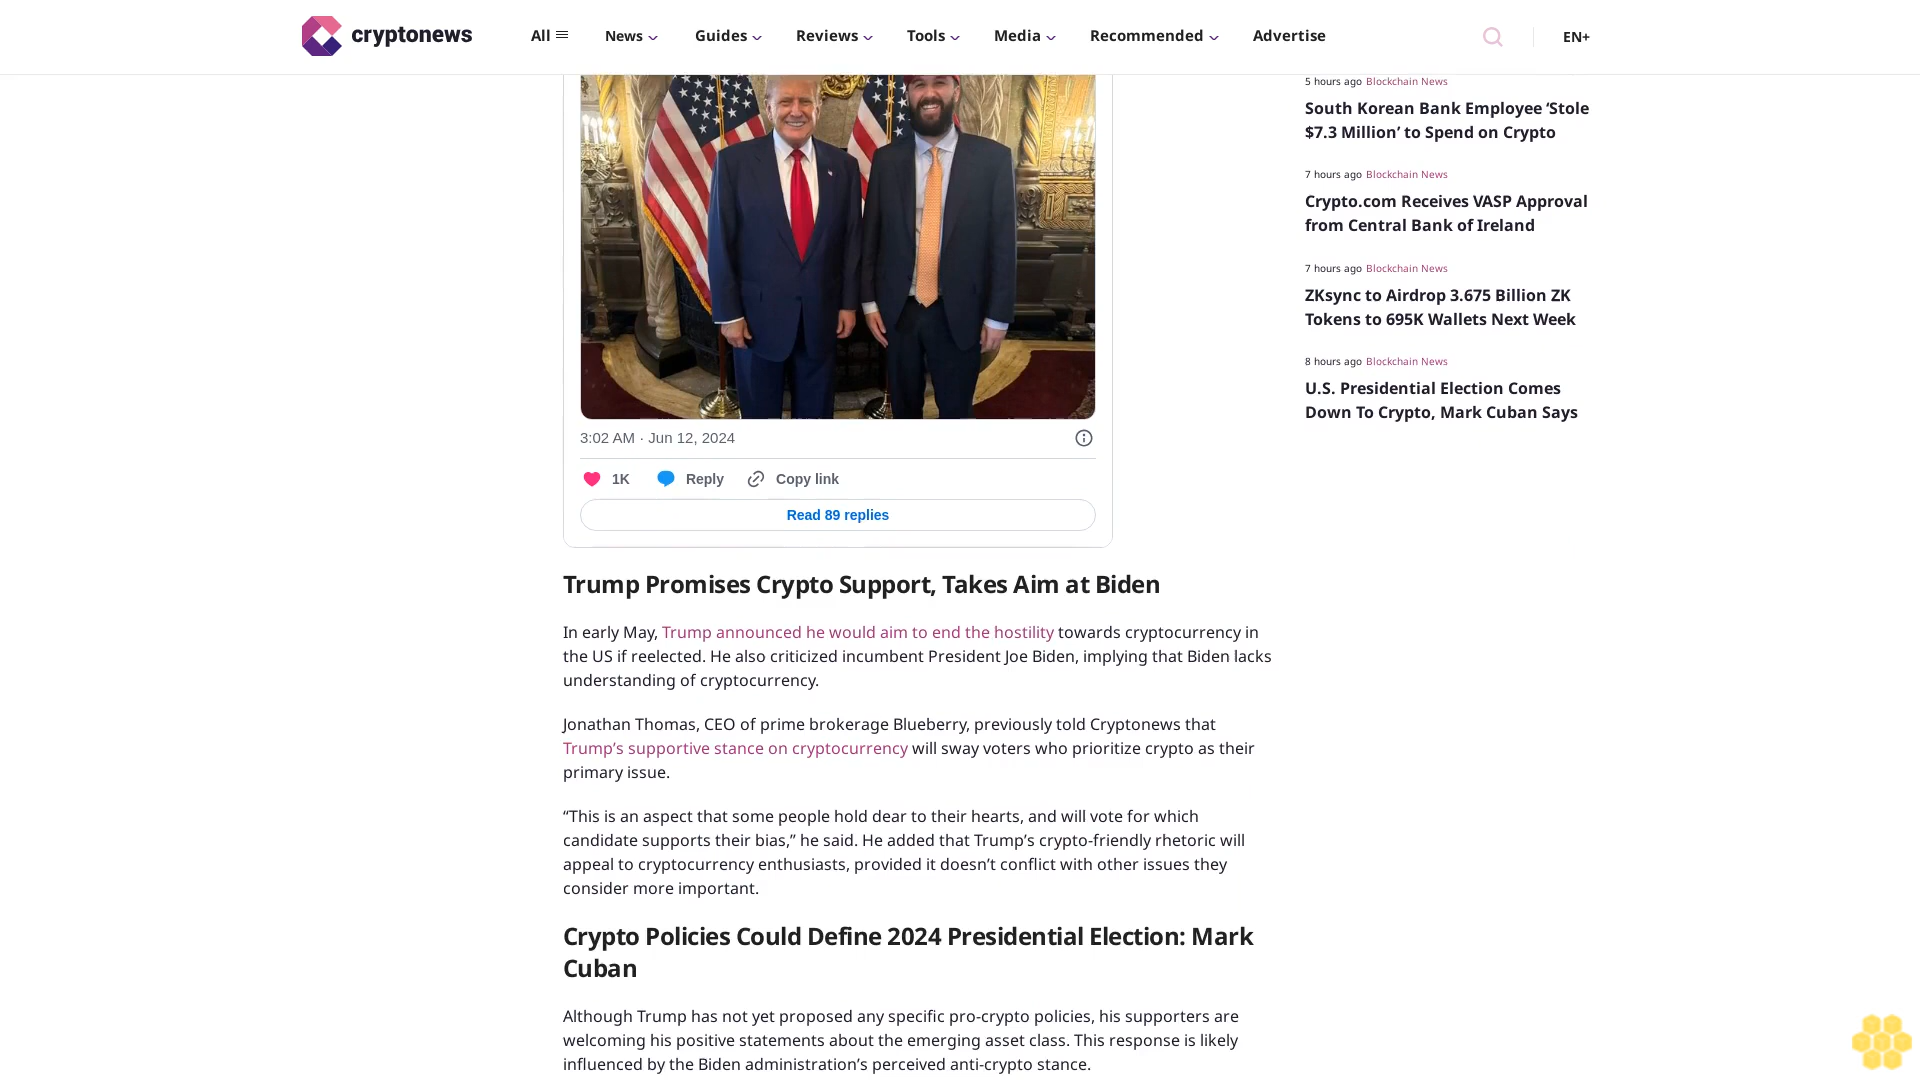 cryptonews
All
News
Guides
Reviews
Tools
Media
Recommended
Advertise
EN+
3:02 AM · Jun 12, 2024
1K
Reply
Copy link
Read 89 replies
Trump Promises Crypto Support, Takes Aim at Biden
In early May, Trump announced he would aim to end the hostility towards cryptocurrency in
the US if reelected. He also criticized incumbent President Joe Biden, implying that Biden lacks
understanding of cryptocurrency.
Jonathan Thomas, CEO of prime brokerage Blueberry, previously told Cryptonews that
Trump’s supportive stance on cryptocurrency will sway voters who prioritize crypto as their
primary issue.
“This is an aspect that some people hold dear to their hearts, and will vote for which
candidate supports their bias,” he said. He added that Trump’s crypto-friendly rhetoric will
appeal to cryptocurrency enthusiasts, provided it doesn’t conflict with other issues they
consider more important.
Crypto Policies Could Define 2024 Presidential Election: Mark
Cuban
Although Trump has not yet proposed any specific pro-crypto policies, his supporters are
welcoming his positive statements about the emerging asset class. This response is likely
influenced by the Biden administration’s perceived anti-crypto stance.
5 hours ago Blockchain News
South Korean Bank Employee ‘Stole
$7.3 Million’ to Spend on Crypto
7 hours ago Blockchain News
Crypto.com Receives VASP Approval
from Central Bank of Ireland
7 hours ago Blockchain News
ZKsync to Airdrop 3.675 Billion ZK
Tokens to 695K Wallets Next Week
8 hours ago Blockchain News
U.S. Presidential Election Comes
Down To Crypto, Mark Cuban Says